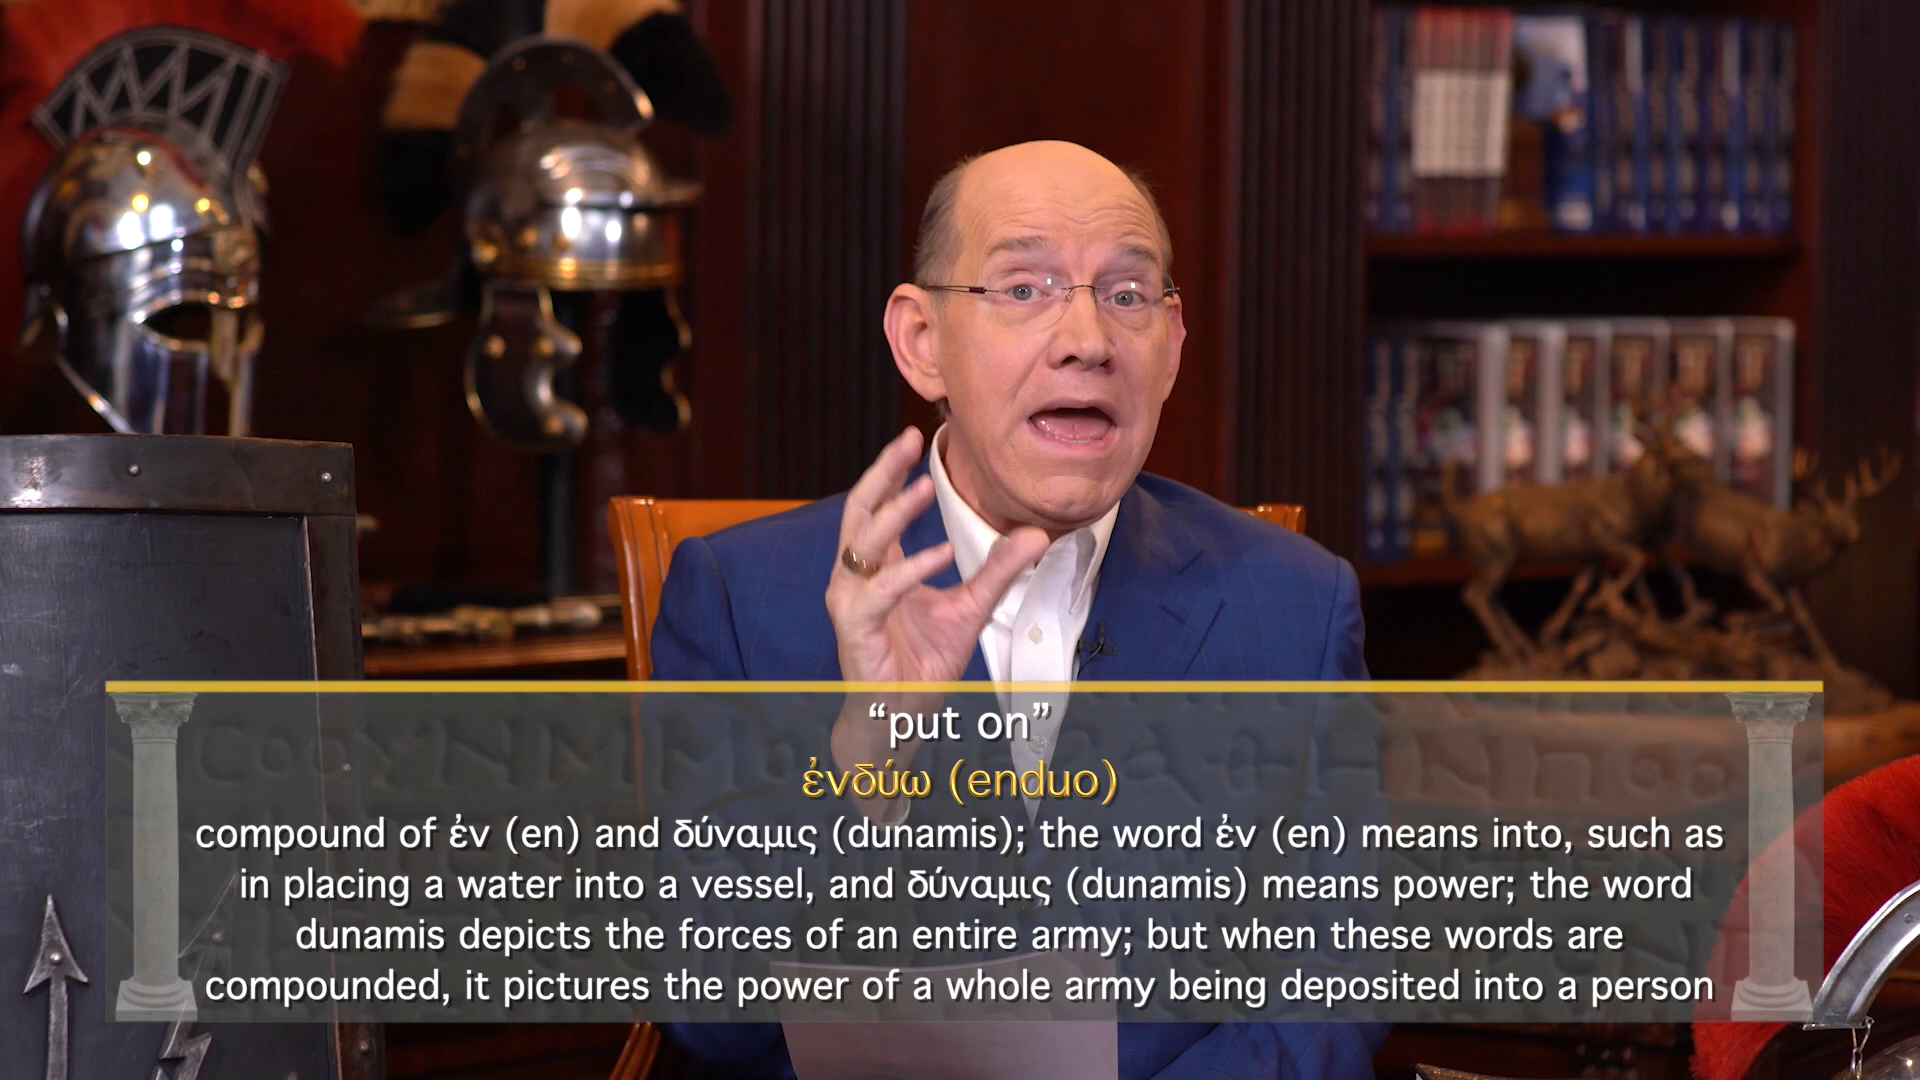 “put on”
ἐνδύω (enduo)
compound of ἐν (en) and δύναμις (dunamis); the word ἐν (en) means into, such as
in placing a water into a vessel, and δύναμις (dunamis) means power; the word
dunamis depicts the forces of an entire army; but when these words are
compounded, it pictures the power of a whole army being deposited into a person